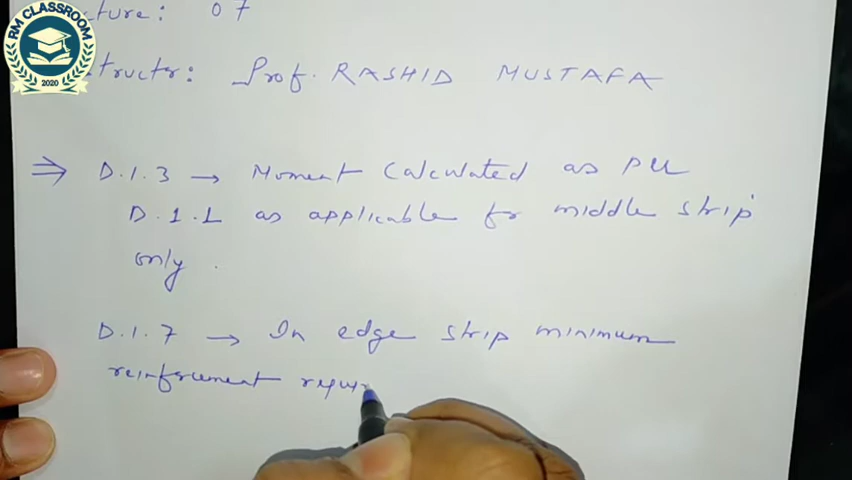 RM CLASSROOM
2020
cture: 07
structor: Prof. RASHID MUSTAFA
⇒ D.1.3 → Moment calculated as per
D.1.1 as applicable for middle strip
only.
D.1.7 → In edge strip minimum
reinforcement requir